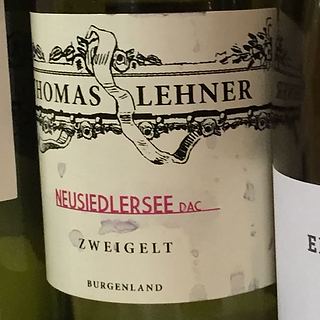 THOMAS LEHNER
NEUSIEDLERSEE DAC
ZWEIGELT
BURGENLAND